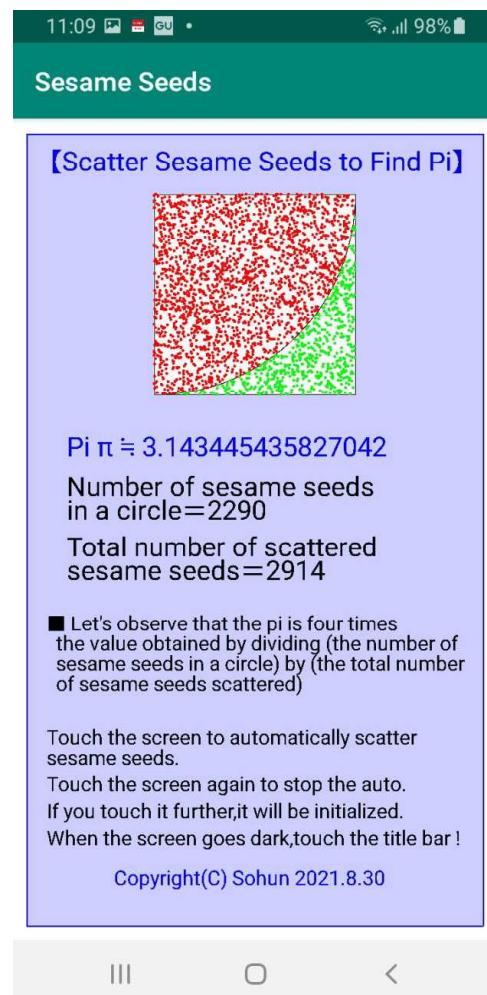 11:09 GU 98%
Sesame Seeds
【Scatter Sesame Seeds to Find Pi】
Pi π ≒ 3.143445435827042
Number of sesame seeds
in a circle＝2290
Total number of scattered
sesame seeds＝2914
■ Let's observe that the pi is four times
the value obtained by dividing (the number of
sesame seeds in a circle) by (the total number
of sesame seeds scattered)
Touch the screen to automatically scatter
sesame seeds.
Touch the screen again to stop the auto.
If you touch it further,it will be initialized.
When the screen goes dark,touch the title bar !
Copyright(C) Sohun 2021.8.30